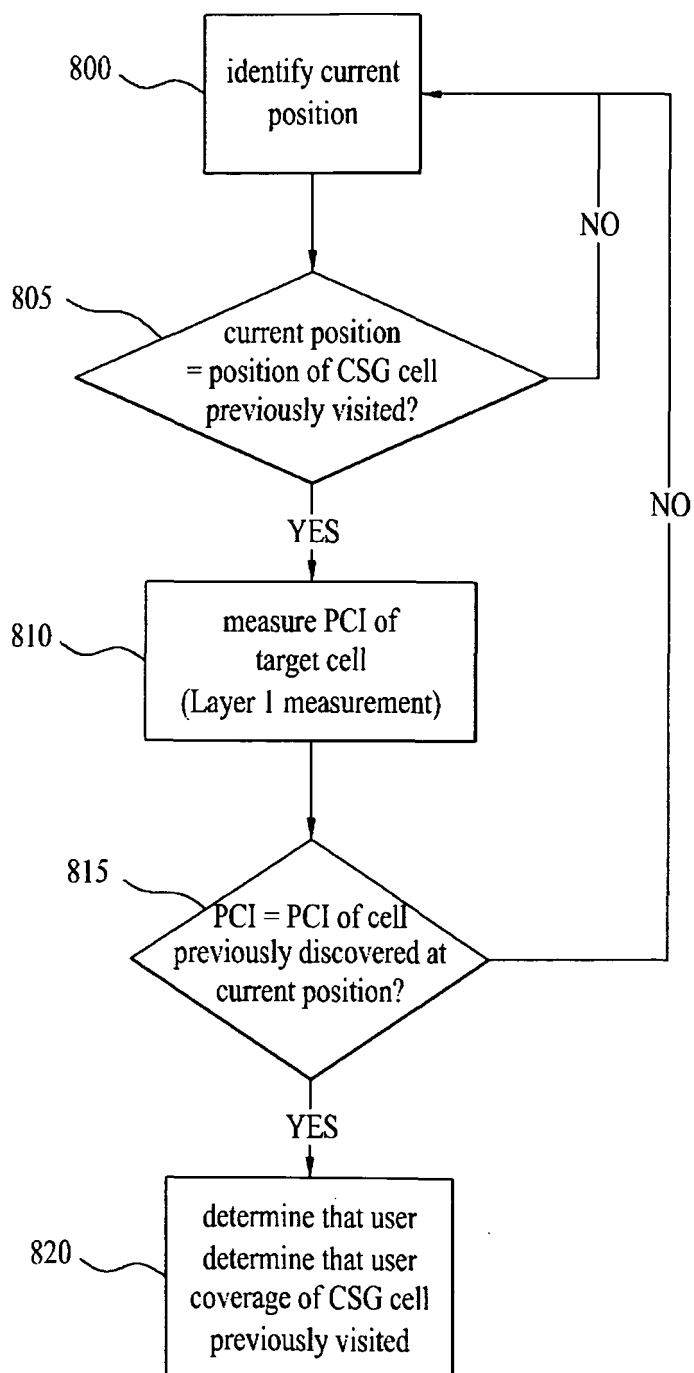 800
identify current
position
NO
805
current position
= position of CSG cell
previously visited?
NO
YES
810
measure PCI of
target cell
(Layer 1 measurement)
815
PCI = PCI of cell
previously discovered at
current position?
YES
820
determine that user
determine that user
coverage of CSG cell
previously visited